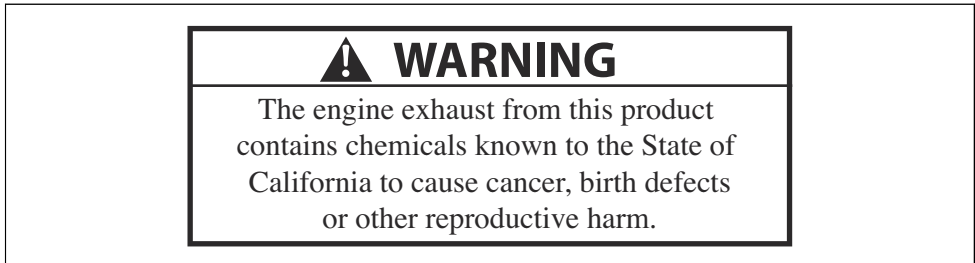 WARNING
The engine exhaust from this product
contains chemicals known to the State of
California to cause cancer, birth defects
or other reproductive harm.